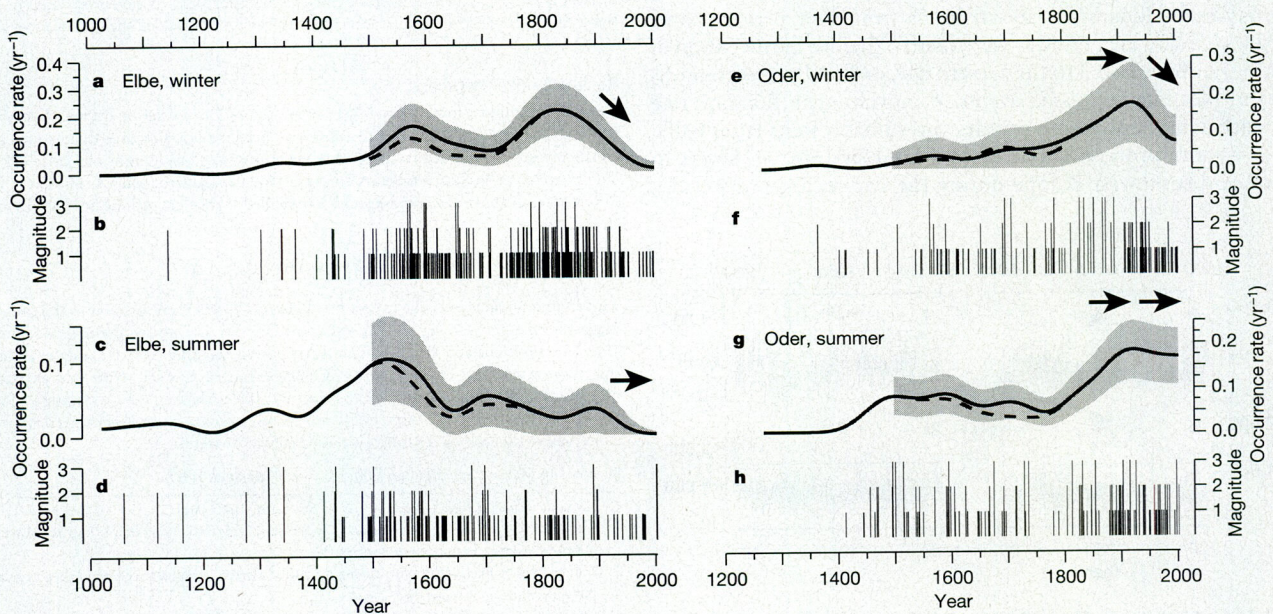 1000 1200 1400 1600 1800 2000
1200 1400 1600 1800 2000
a Elbe, winter
Occurrence rate (yr⁻¹)
0.4
0.3
0.2
0.1
0.0
b
Magnitude
3
2
1
c Elbe, summer
Occurrence rate (yr⁻¹)
0.1
0.0
d
Magnitude
3
2
1
1000 1200 1400 1600 1800 2000
Year
e Oder, winter
Occurrence rate (yr⁻¹)
0.3
0.2
0.1
0.0
f
Magnitude
3
2
1
g Oder, summer
Occurrence rate (yr⁻¹)
0.2
0.1
0.0
h
Magnitude
3
2
1
1200 1400 1600 1800 2000
Year